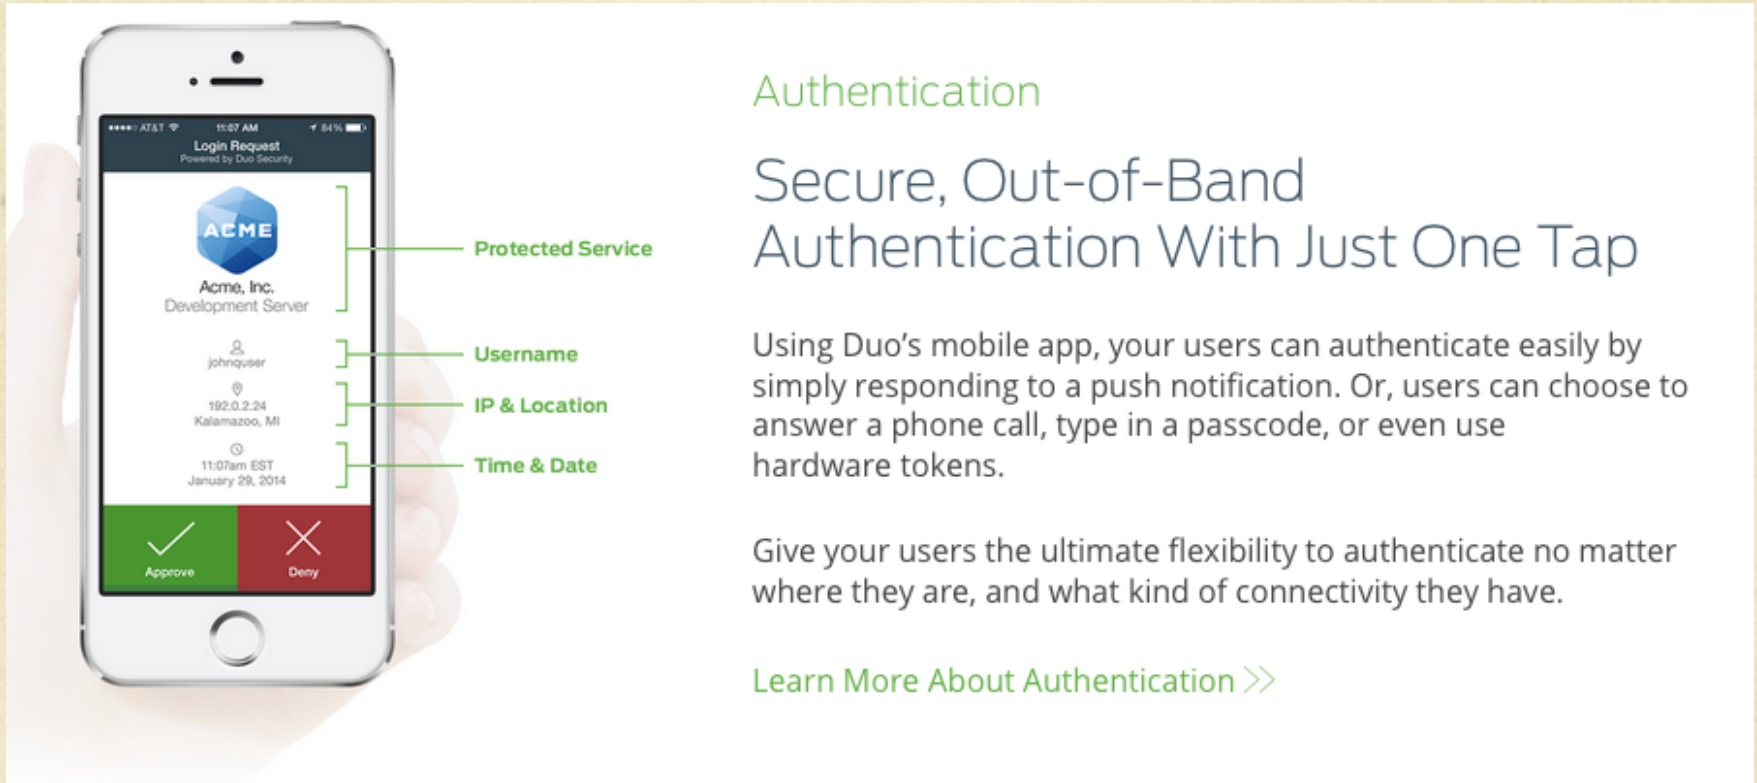 ●●●●○ AT&T 11:07 AM 84%
Login Request
Powered by Duo Security
ACME
Acme, Inc.
Development Server
johnquser
192.0.2.24
Kalamazoo, MI
11:07am EST
January 29, 2014
Approve
Deny
Protected Service
Username
IP & Location
Time & Date
Authentication
Secure, Out-of-Band
Authentication With Just One Tap
Using Duo’s mobile app, your users can authenticate easily by
simply responding to a push notification. Or, users can choose to
answer a phone call, type in a passcode, or even use
hardware tokens.
Give your users the ultimate flexibility to authenticate no matter
where they are, and what kind of connectivity they have.
Learn More About Authentication >>